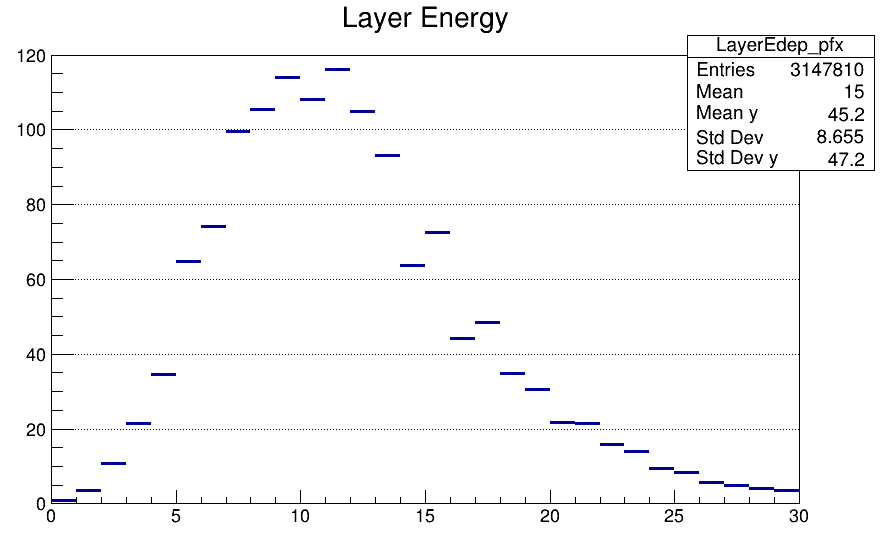 Layer Energy
LayerEdep_pfx
Entries 3147810
Mean 15
Mean y 45.2
Std Dev 8.655
Std Dev y 47.2
120
100
80
60
40
20
0
0 5 10 15 20 25 30